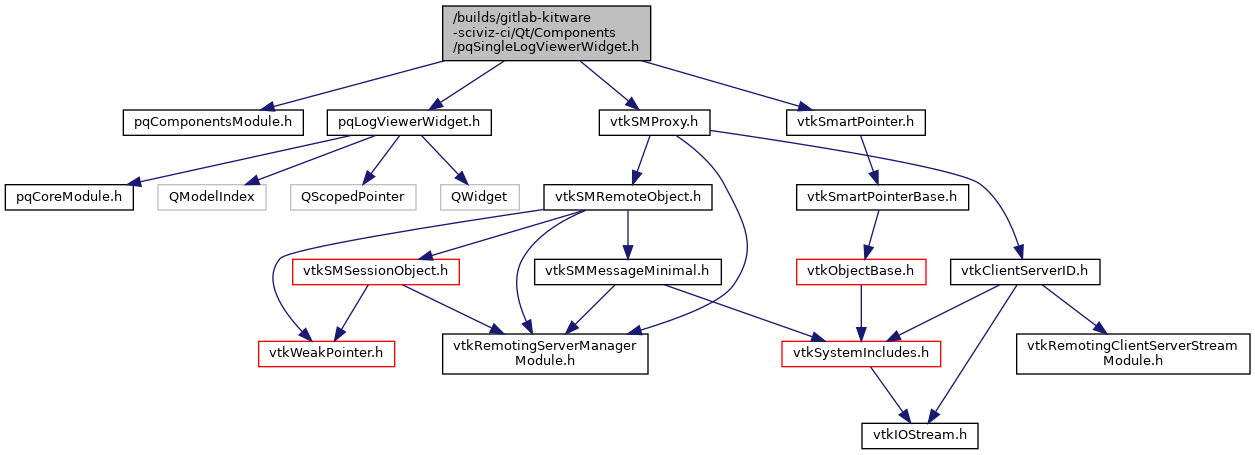 /builds/gitlab-kitware
-sciviz-ci/Qt/Components
/pqSingleLogViewerWidget.h
pqComponentsModule.h
pqLogViewerWidget.h
vtkSMProxy.h
vtkSmartPointer.h
pqCoreModule.h
QModelIndex
QScopedPointer
QWidget
vtkSMRemoteObject.h
vtkSmartPointerBase.h
vtkSMSessionObject.h
vtkSMMessageMinimal.h
vtkObjectBase.h
vtkClientServerID.h
vtkWeakPointer.h
vtkRemotingServerManager
Module.h
vtkSystemIncludes.h
vtkRemotingClientServerStream
Module.h
vtkIOStream.h